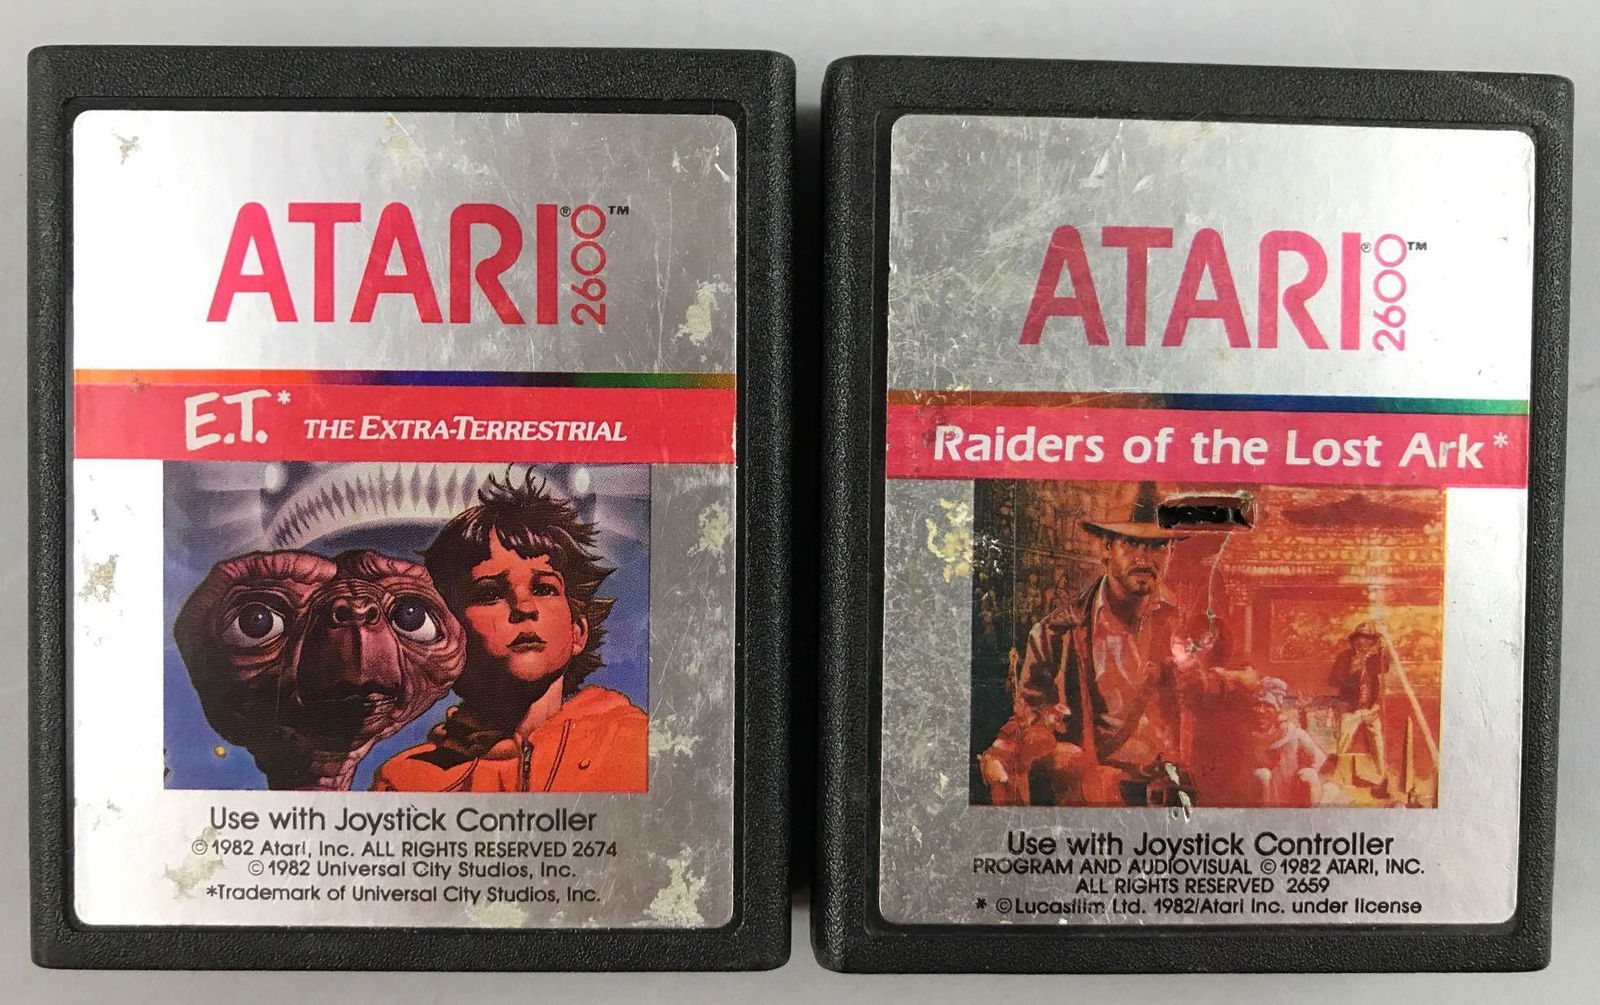 ATARI® 2600™
E.T.* THE EXTRA-TERRESTRIAL
Use with Joystick Controller
©1982 Atari, Inc. ALL RIGHTS RESERVED 2674
©1982 Universal City Studios, Inc.
*Trademark of Universal City Studios, Inc.
ATARI® 2600™
Raiders of the Lost Ark*
Use with Joystick Controller
PROGRAM AND AUDIOVISUAL ©1982 ATARI, INC.
ALL RIGHTS RESERVED 2659
* ©Lucasfilm Ltd. 1982/Atari Inc. under license